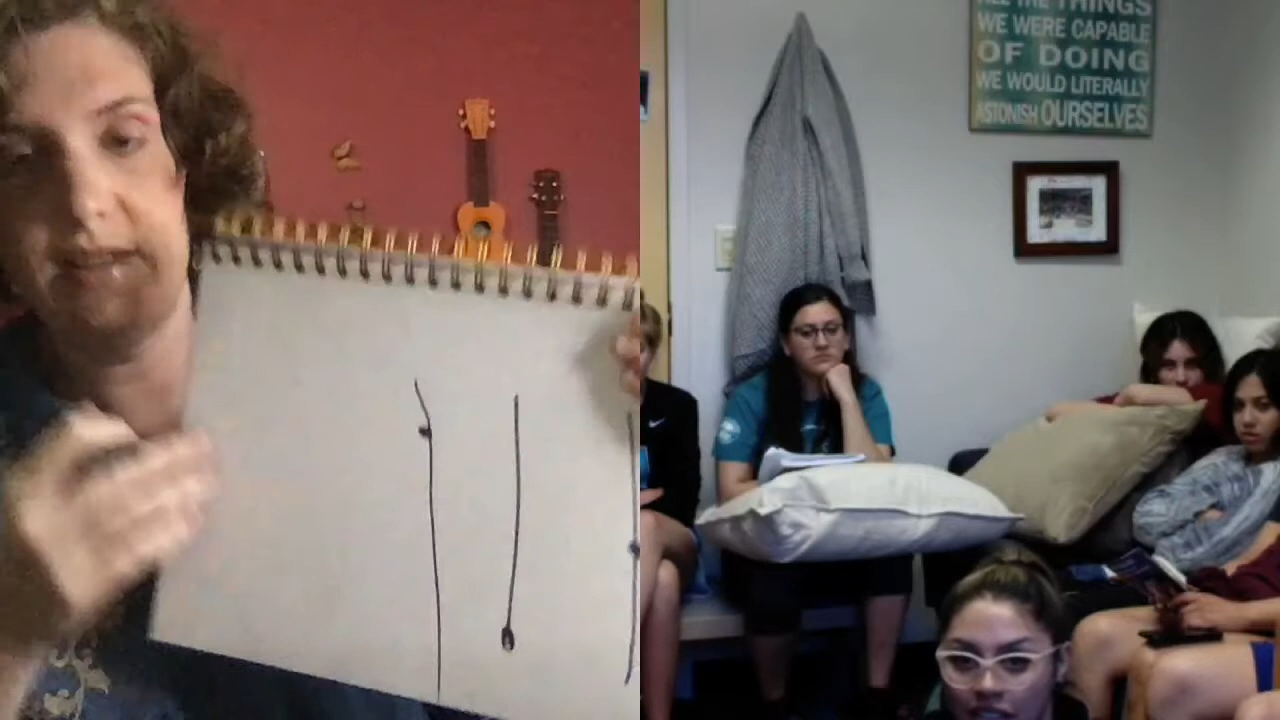 ALL THE THINGS
WE WERE CAPABLE
OF DOING
WE WOULD LITERALLY
ASTONISH OURSELVES